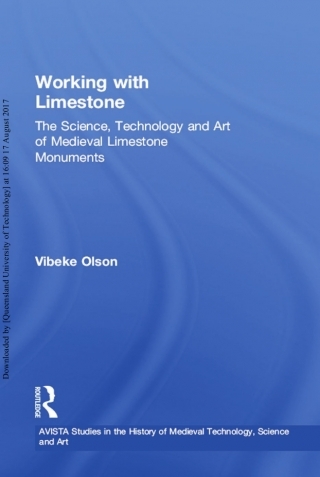 Working with
Limestone
The Science, Technology and Art
of Medieval Limestone
Monuments
Vibeke Olson
ROUTLEDGE
AVISTA Studies in the History of Medieval Technology, Science
and Art
Downloaded by [Queensland University of Technology] at 16:09 17 August 2017